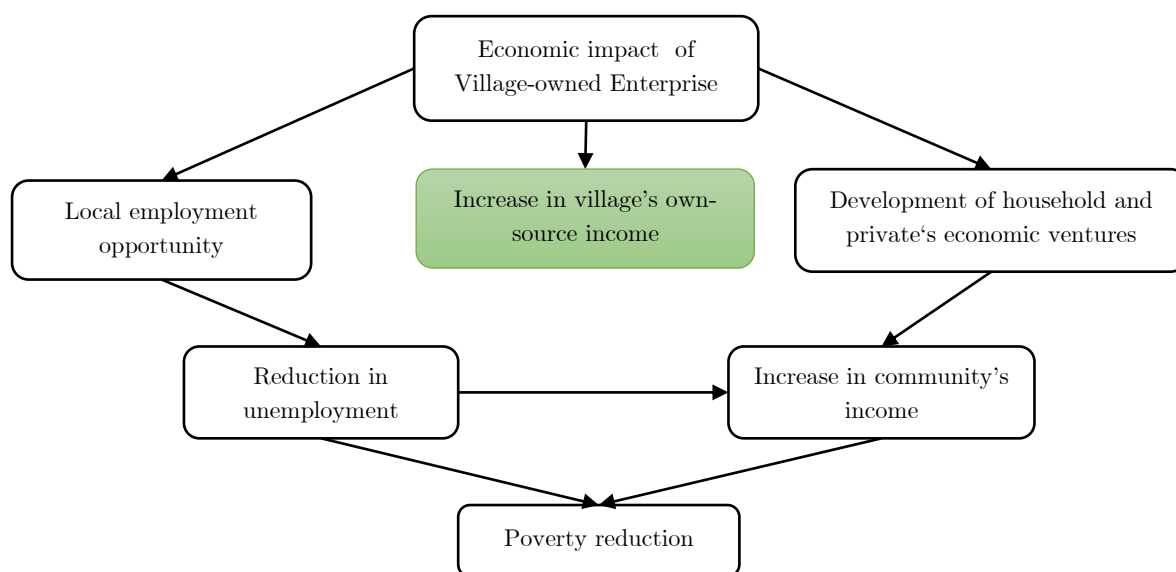 Economic impact  of
Village-owned Enterprise
Local employment
opportunity
Increase in village’s own-
source income
Development of household and
private‘s economic ventures
Reduction in
unemployment
Increase in community’s
income
Poverty reduction